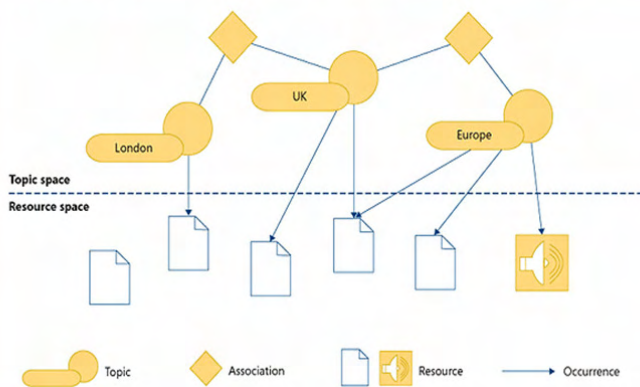 UK
London
Europe
Topic space
Resource space
Topic
Association
Resource
Occurrence